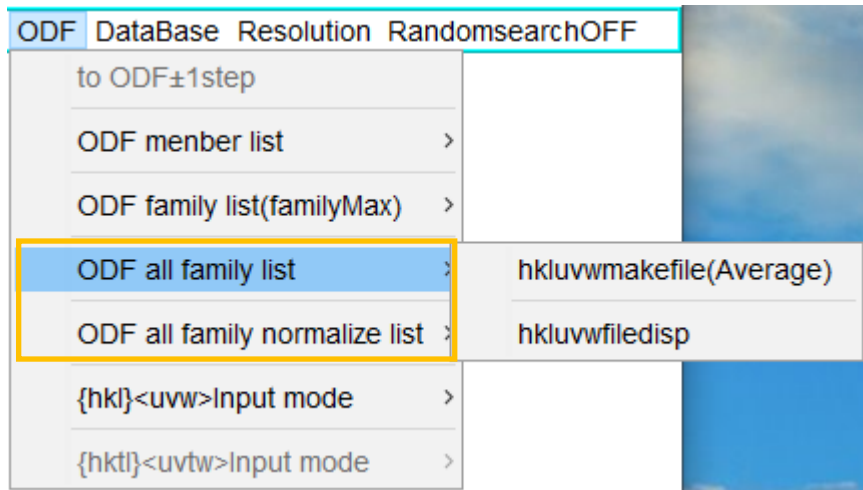 ODF DataBase Resolution RandomsearchOFF
to ODF±1step
ODF menber list
ODF family list(familyMax)
ODF all family list
hkluvwmakefile(Average)
ODF all family normalize list
hkluvwfiledisp
{hkl}<uvw>Input mode
{hktl}<uvtw>Input mode